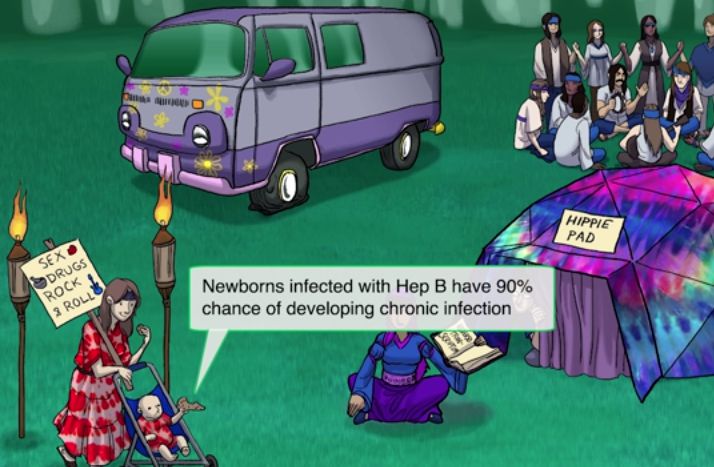 SEX
DRUGS
ROCK
& ROLL
HIPPIE
PAD
Newborns infected with Hep B have 90%
chance of developing chronic infection